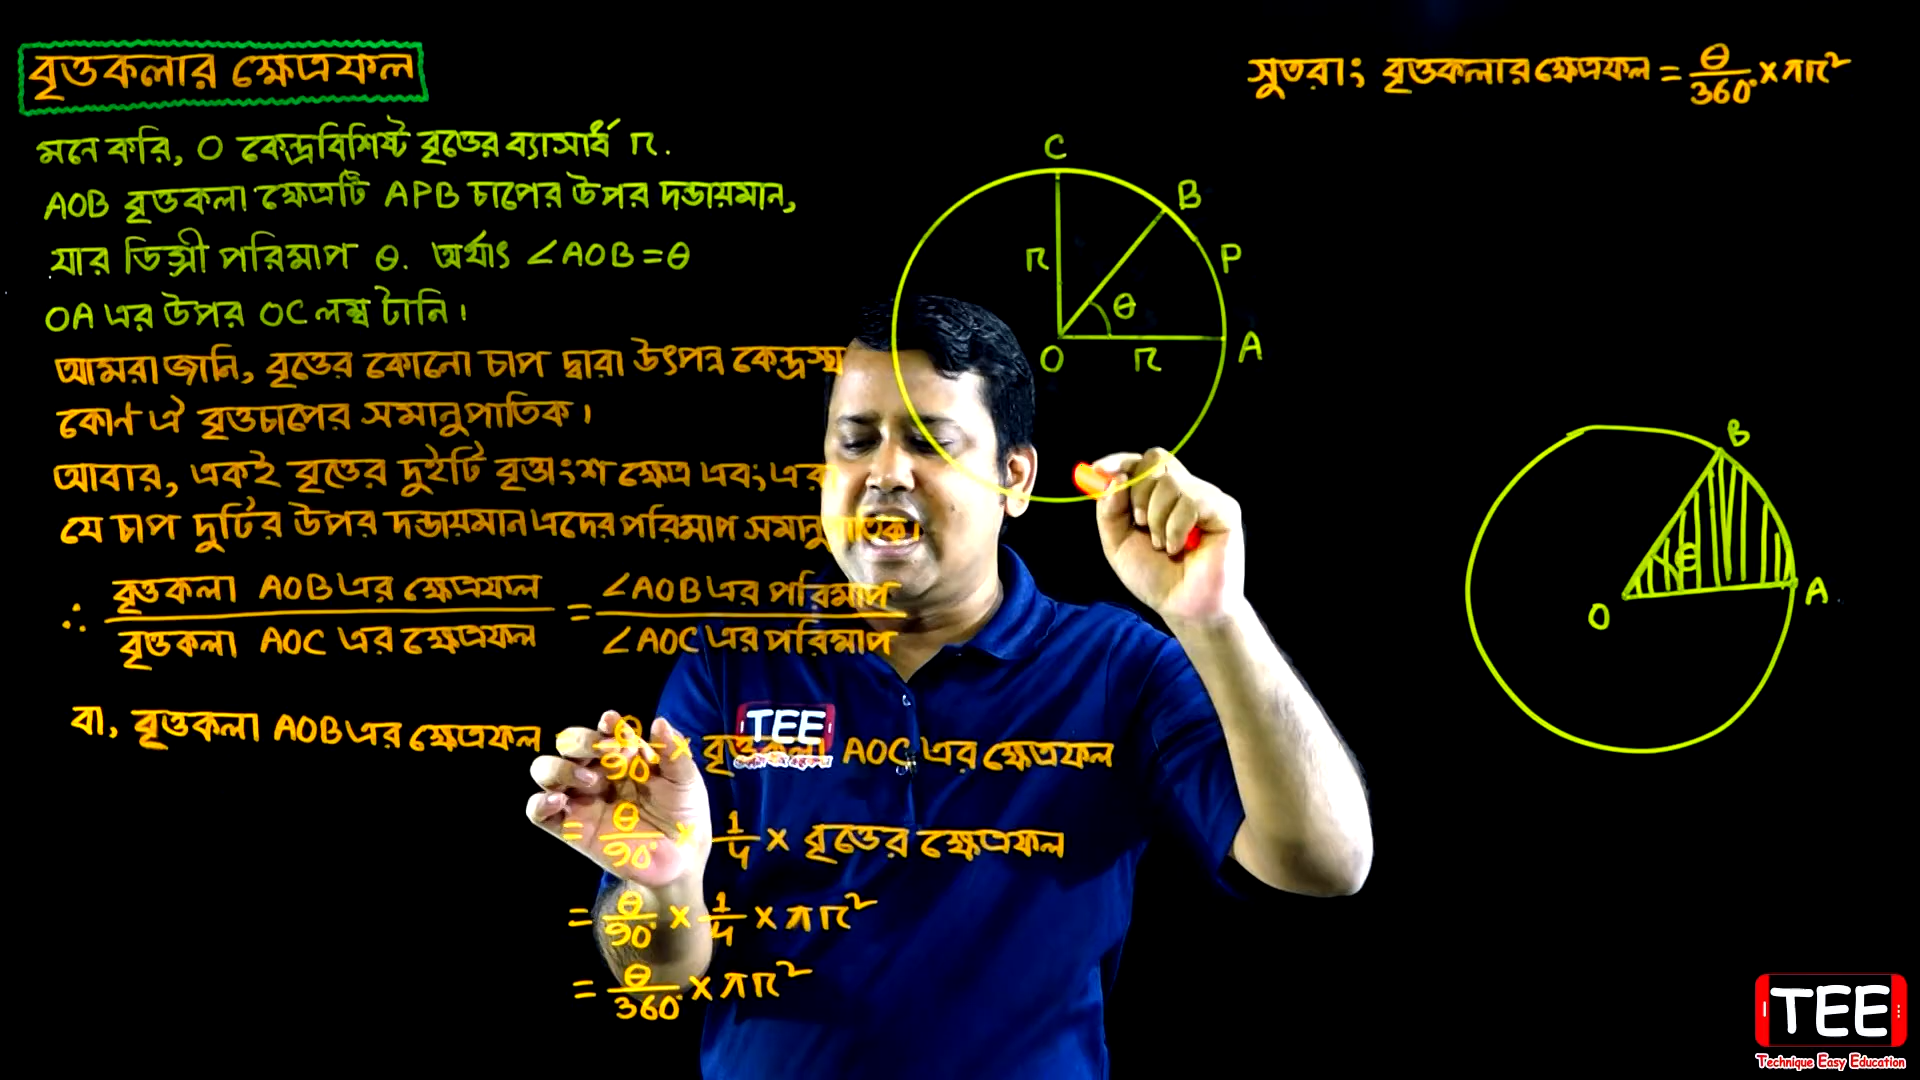 বৃত্তকলার ক্ষেত্রফল
মনে করি, O কেন্দ্রবিশিষ্ট বৃত্তের ব্যাসার্ধ r.
AOB বৃত্তকলা ক্ষেত্রটি APB চাপের উপর দন্ডায়মান,
যার ডিগ্রী পরিমাপ θ. অর্থাৎ ∠AOB = θ
OA এর উপর OC লম্ব টানি।
আমরা জানি, বৃত্তের কোনো চাপ দ্বারা উৎপন্ন কেন্দ্রস্থ
কোণ ঐ বৃত্তচাপের সমানুপাতিক।
আবার, একই বৃত্তের দুইটি বৃত্তাংশ ক্ষেত্র এবং এরা
যে চাপ দুটির উপর দন্ডায়মান এদের পরিমাপ সমানুপাতিক।
∴ বৃত্তকলা AOB এর ক্ষেত্রফল / বৃত্তকলা AOC এর ক্ষেত্রফল = ∠AOB এর পরিমাপ / ∠AOC এর পরিমাপ
বা, বৃত্তকলা AOB এর ক্ষেত্রফল = θ/90° × বৃত্তকলা AOC এর ক্ষেত্রফল
= θ/90° × 1/4 × বৃত্তের ক্ষেত্রফল
= θ/90° × 1/4 × πr²
= θ/360° × πr²
সুতরাং বৃত্তকলার ক্ষেত্রফল = θ/360° × πr²
C
B
P
r
θ
O
r
A
B
θ
A
O
TEE
TEE
Technique Easy Education